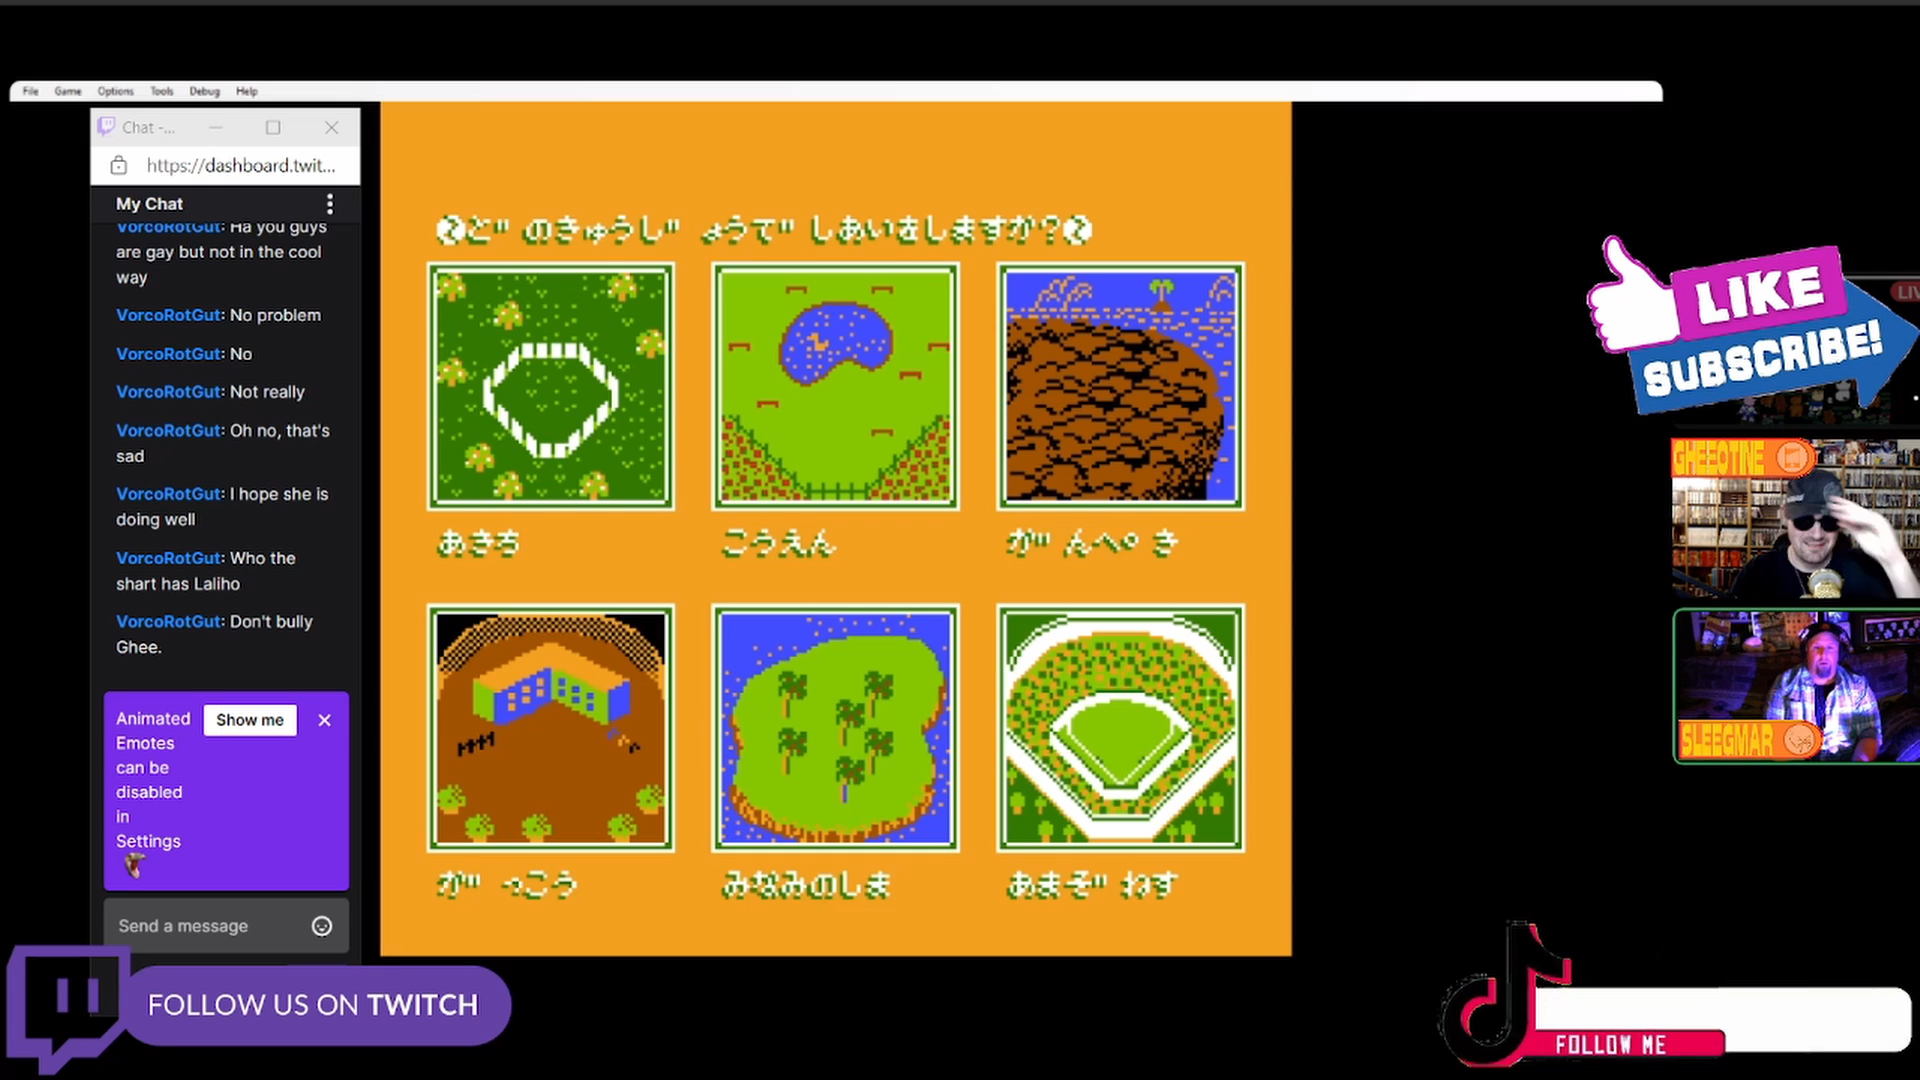 File Game Options Tools Debug Help
Chat -...
https://dashboard.twit...
My Chat
VorcoRotGut: Ha you guys
are gay but not in the cool
way
VorcoRotGut: No problem
VorcoRotGut: No
VorcoRotGut: Not really
VorcoRotGut: Oh no, that's
sad
VorcoRotGut: I hope she is
doing well
VorcoRotGut: Who the
shart has Laliho
VorcoRotGut: Don't bully
Ghee.
Animated
Emotes
can be
disabled
in
Settings
Show me
Send a message
FOLLOW US ON TWITCH
どのきゅうじょうで しあいをしますか?
あきち
こうえん
がんぺき
がっこう
みなみのしま
あまぞねす
LIKE
SUBSCRIBE!
LIV
GHEEOTINE
SLEEGMAR
FOLLOW ME